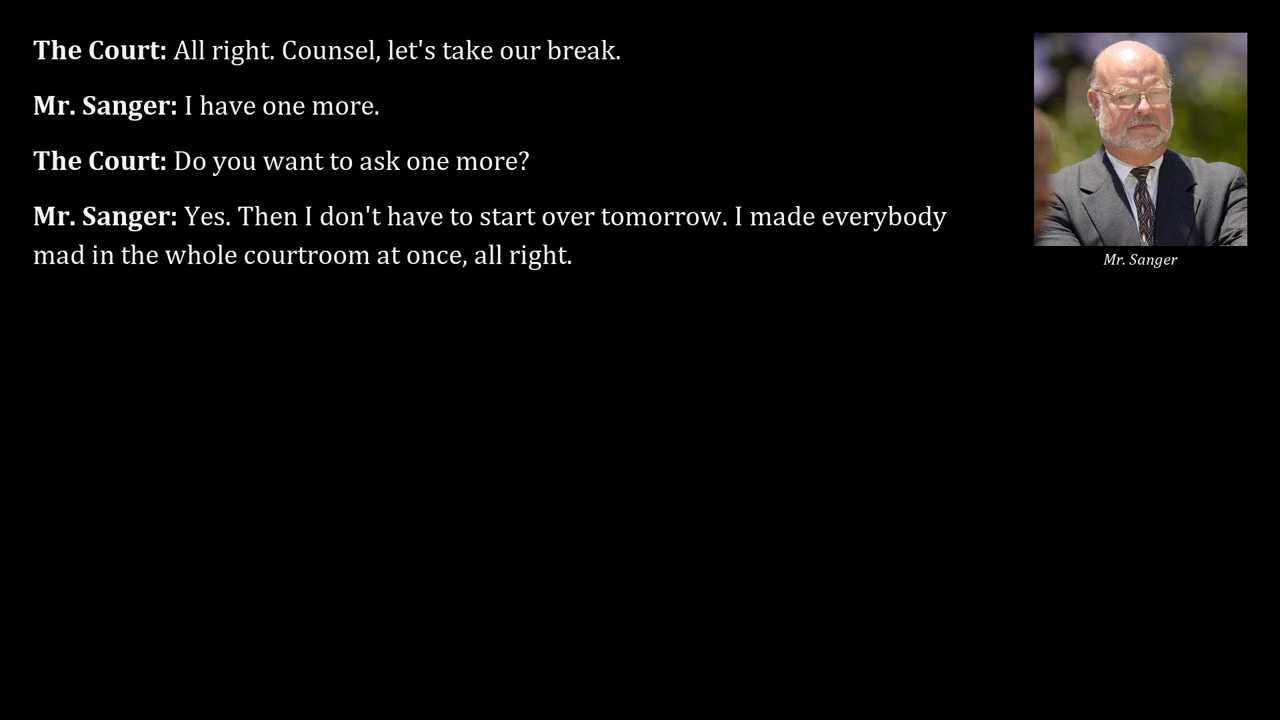 The Court: All right. Counsel, let's take our break.
Mr. Sanger: I have one more.
The Court: Do you want to ask one more?
Mr. Sanger: Yes. Then I don't have to start over tomorrow. I made everybody
mad in the whole courtroom at once, all right.
Mr. Sanger